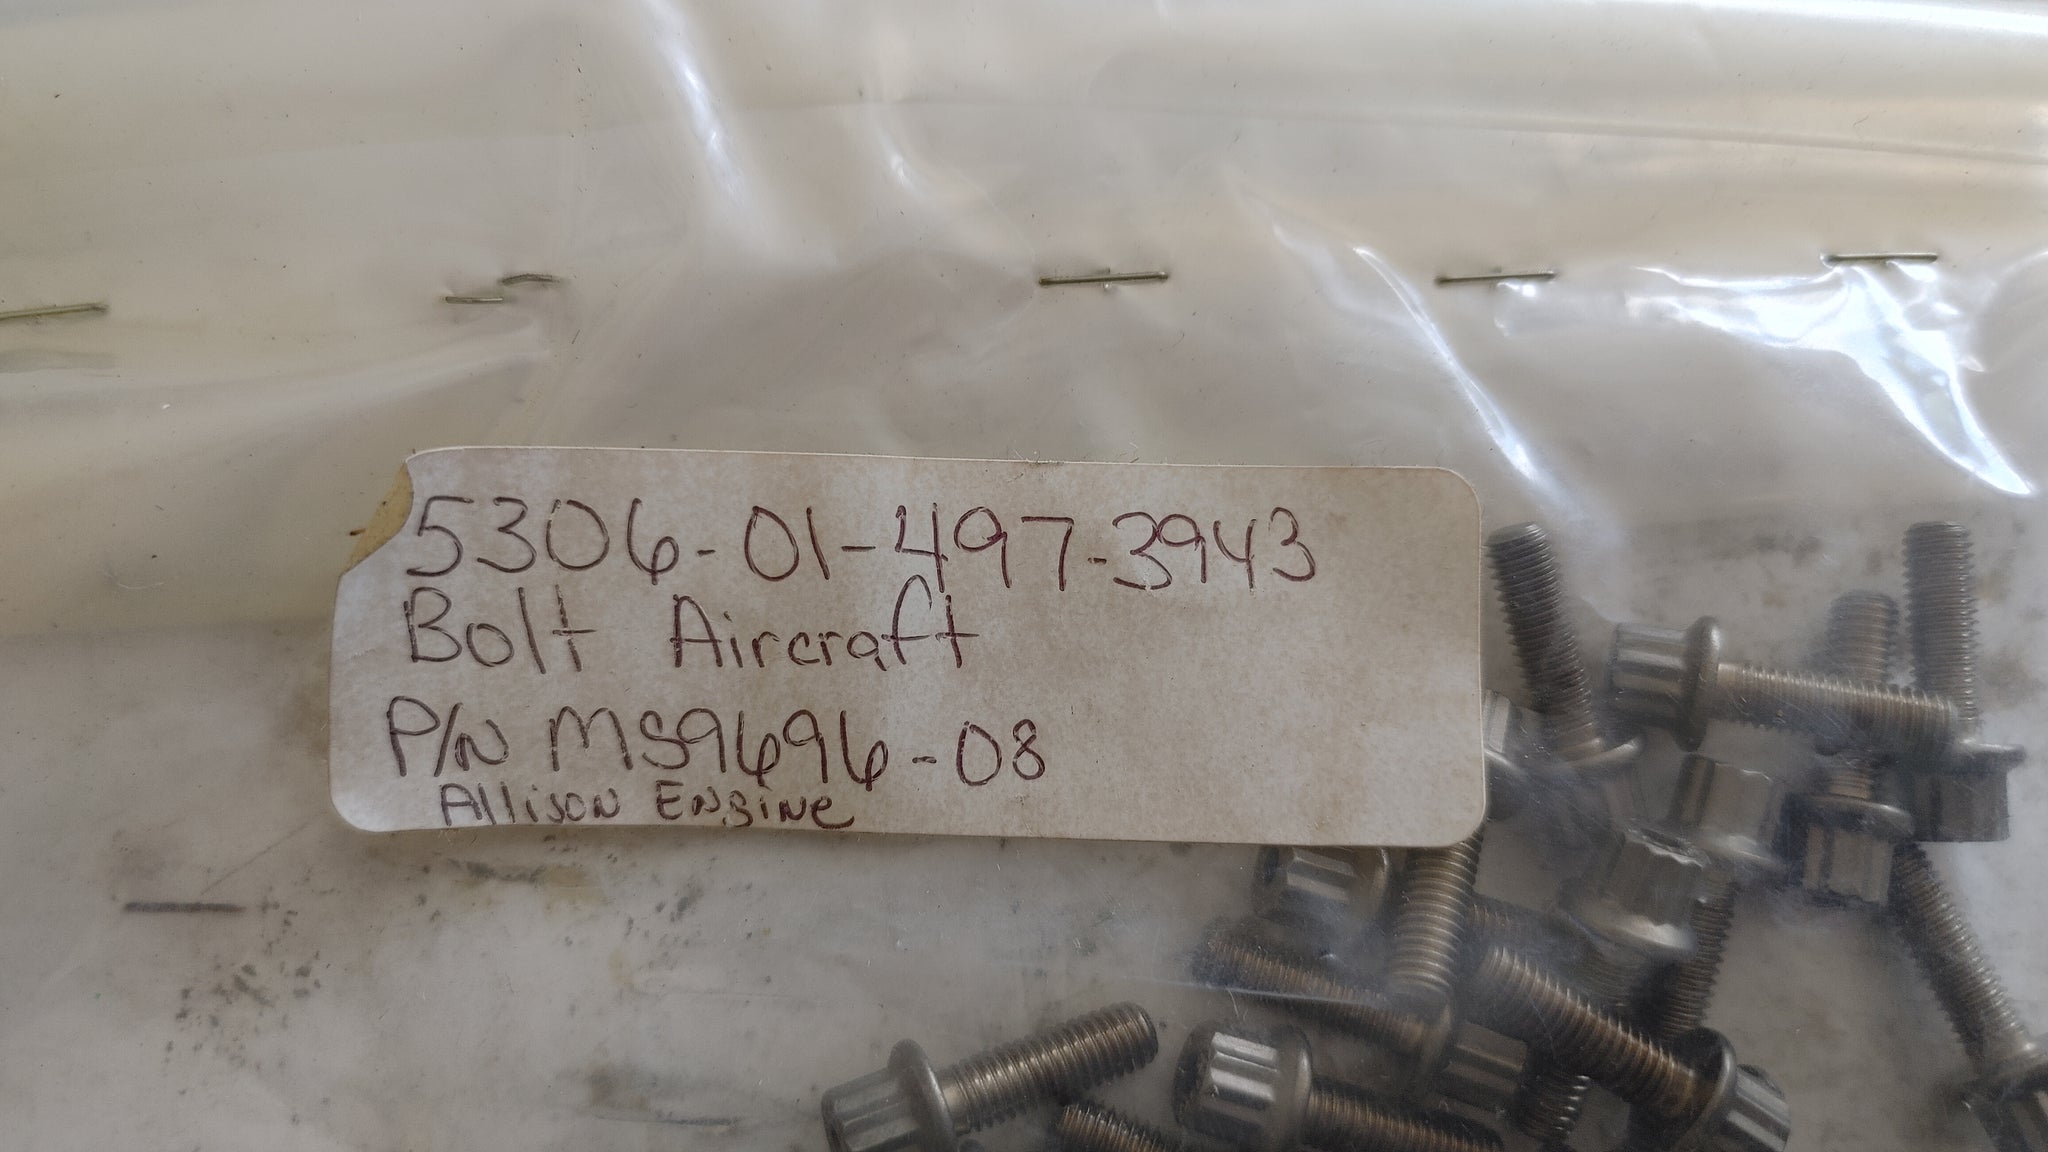 5306-01-497-3943
Bolt Aircraft
P/N MS9696-08
Allison Engine